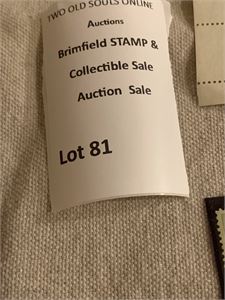 TWO OLD SOULS ONLINE
Auctions
Brimfield STAMP &
Collectible Sale
Auction Sale
Lot 81